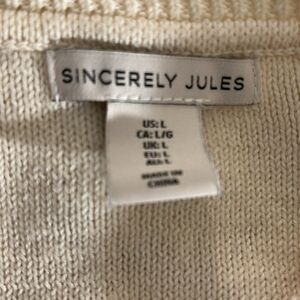 SINCERELY JULES
US: L
CA: L/G
UK: L
EU: L
AU: L
MADE IN
CHINA